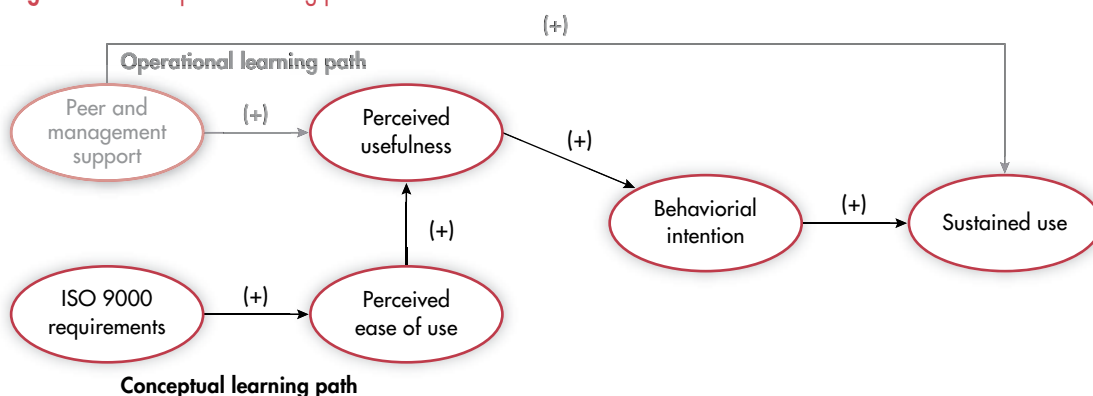 (+)
Operational learning path
Peer and
management
support
(+)
Perceived
usefulness
(+)
Behaviorial
intention
(+)
Sustained use
(+)
ISO 9000
requirements
(+)
Perceived
ease of use
Conceptual learning path